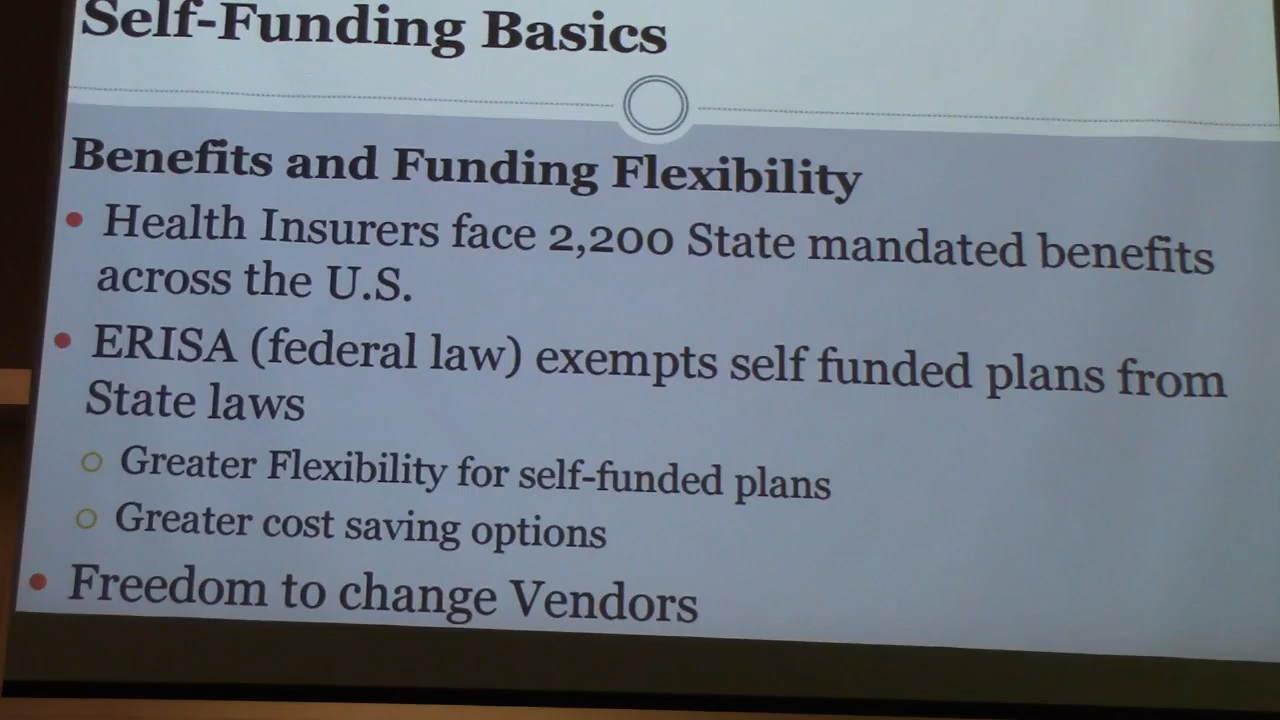 Self-Funding Basics
Benefits and Funding Flexibility
Health Insurers face 2,200 State mandated benefits
across the U.S.
ERISA (federal law) exempts self funded plans from
State laws
Greater Flexibility for self-funded plans
Greater cost saving options
Freedom to change Vendors